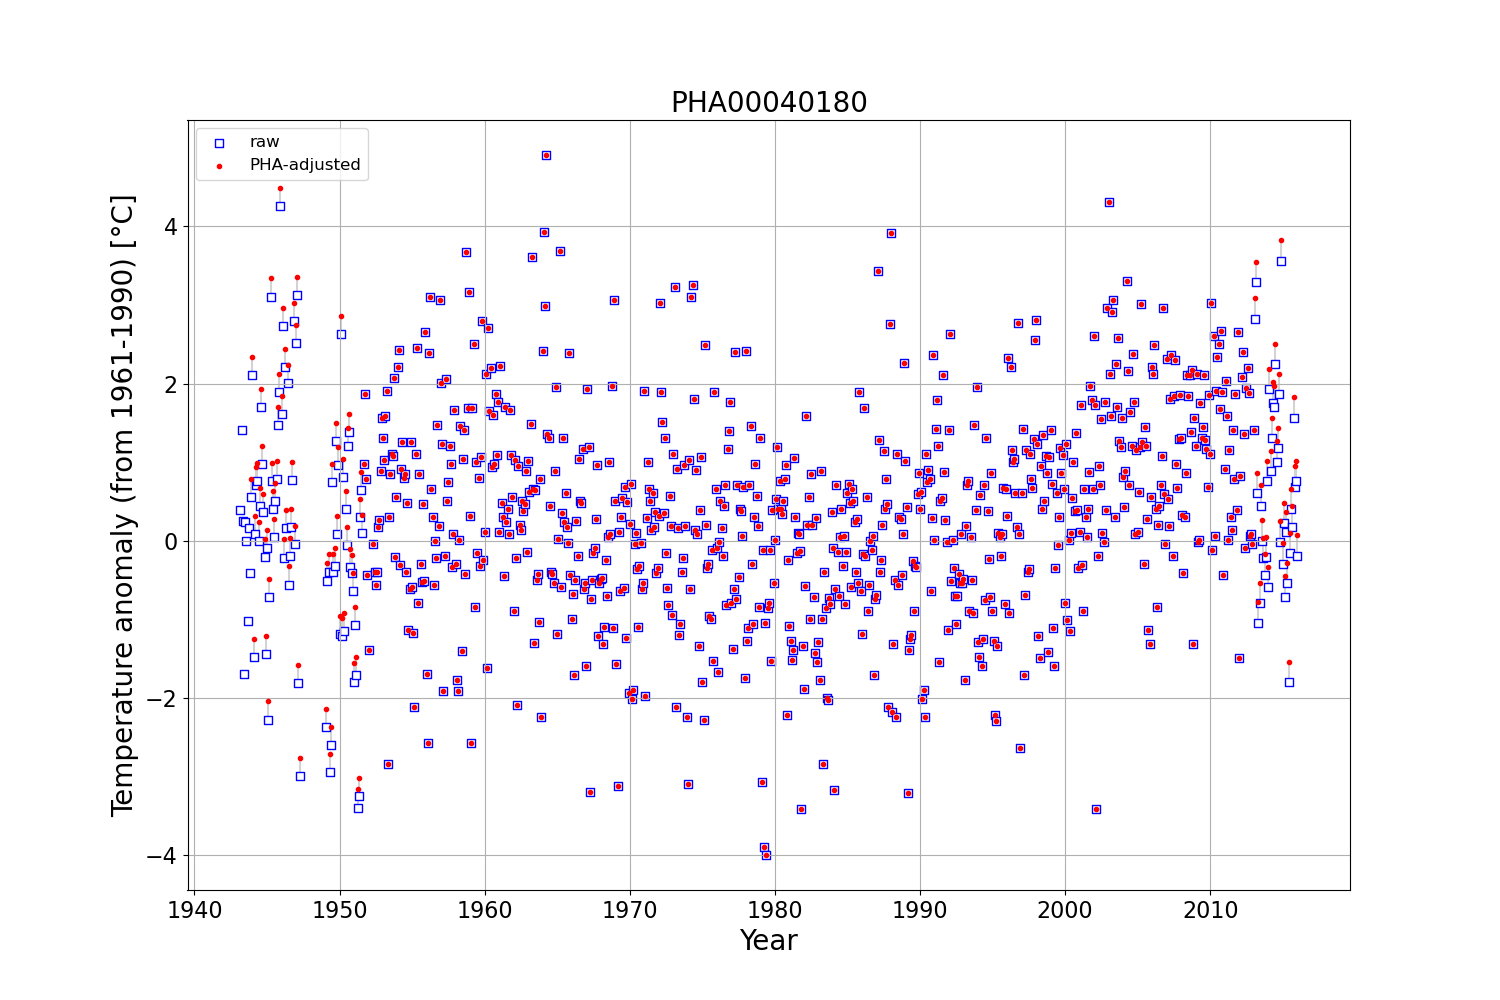 PHA00040180
raw
PHA-adjusted
Temperature anomaly (from 1961-1990) [°C]
4
2
0
−2
−4
1940 1950 1960 1970 1980 1990 2000 2010
Year